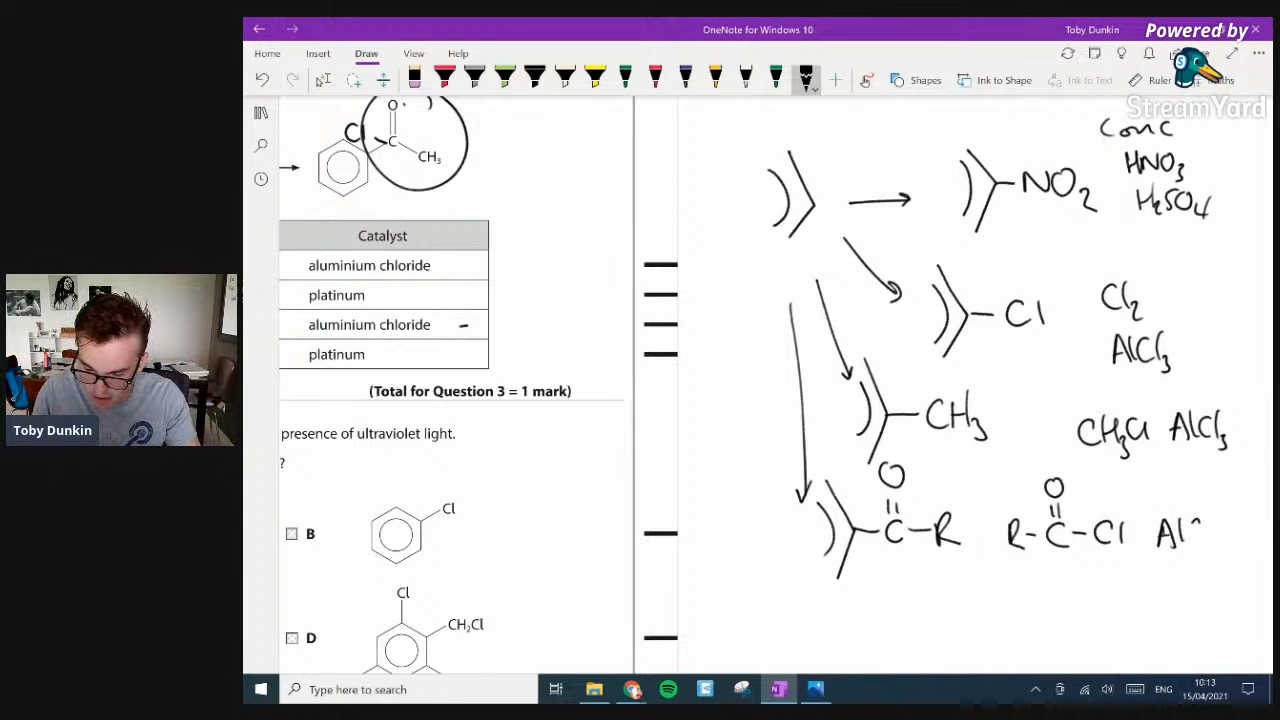 OneNote for Windows 10
Toby Dunkin
Powered by
StreamYard
Home Insert Draw View Help
Shapes Ink to Shape Ink to Text Ruler
O
Cl C
CH3
Catalyst
aluminium chloride
platinum
aluminium chloride
platinum
(Total for Question 3 = 1 mark)
presence of ultraviolet light.
?
B Cl
Cl
D CH2Cl
Conc
HNO3
H2SO4
NO2
Cl Cl2
AlCl3
CH3 CH3Cl AlCl3
O O
C-R R-C-Cl Al
Toby Dunkin
Type here to search
ENG
10:13
15/04/2021